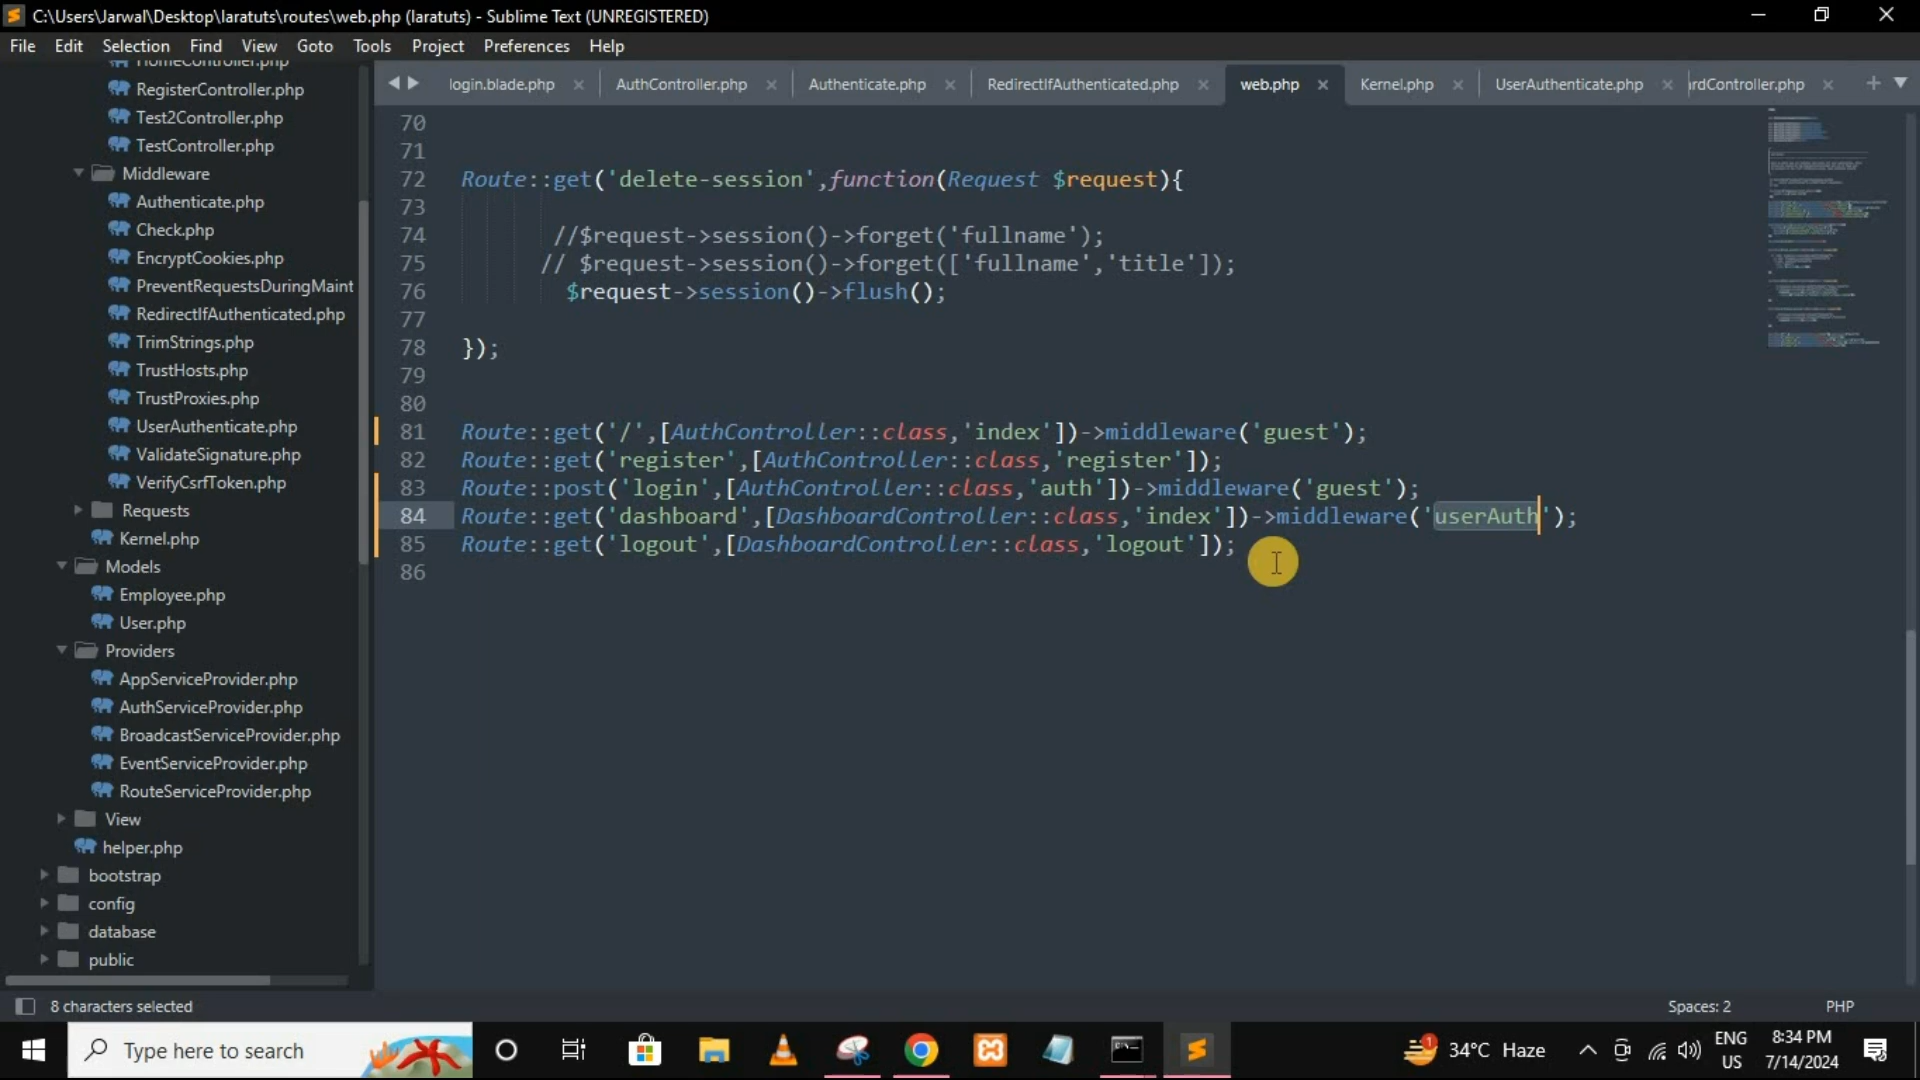 C:\Users\Jarwal\Desktop\laratuts\routes\web.php (laratuts) - Sublime Text (UNREGISTERED)
File Edit Selection Find View Goto Tools Project Preferences Help
HomeController.php
RegisterController.php
Test2Controller.php
TestController.php
Middleware
Authenticate.php
Check.php
EncryptCookies.php
PreventRequestsDuringMaint
RedirectIfAuthenticated.php
TrimStrings.php
TrustHosts.php
TrustProxies.php
UserAuthenticate.php
ValidateSignature.php
VerifyCsrfToken.php
Requests
Kernel.php
Models
Employee.php
User.php
Providers
AppServiceProvider.php
AuthServiceProvider.php
BroadcastServiceProvider.php
EventServiceProvider.php
RouteServiceProvider.php
View
helper.php
bootstrap
config
database
public
login.blade.php AuthController.php Authenticate.php RedirectIfAuthenticated.php web.php Kernel.php UserAuthenticate.php rdController.php
70
71
72 Route::get('delete-session',function(Request $request){
73
74 //$request->session()->forget('fullname');
75 // $request->session()->forget(['fullname','title']);
76 $request->session()->flush();
77
78 });
79
80
81 Route::get('/',[AuthController::class,'index'])->middleware('guest');
82 Route::get('register',[AuthController::class,'register']);
83 Route::post('login',[AuthController::class,'auth'])->middleware('guest');
84 Route::get('dashboard',[DashboardController::class,'index'])->middleware('userAuth');
85 Route::get('logout',[DashboardController::class,'logout']);
86
8 characters selected
Spaces: 2
PHP
Type here to search
1
34°C Haze
ENG
US
8:34 PM
7/14/2024